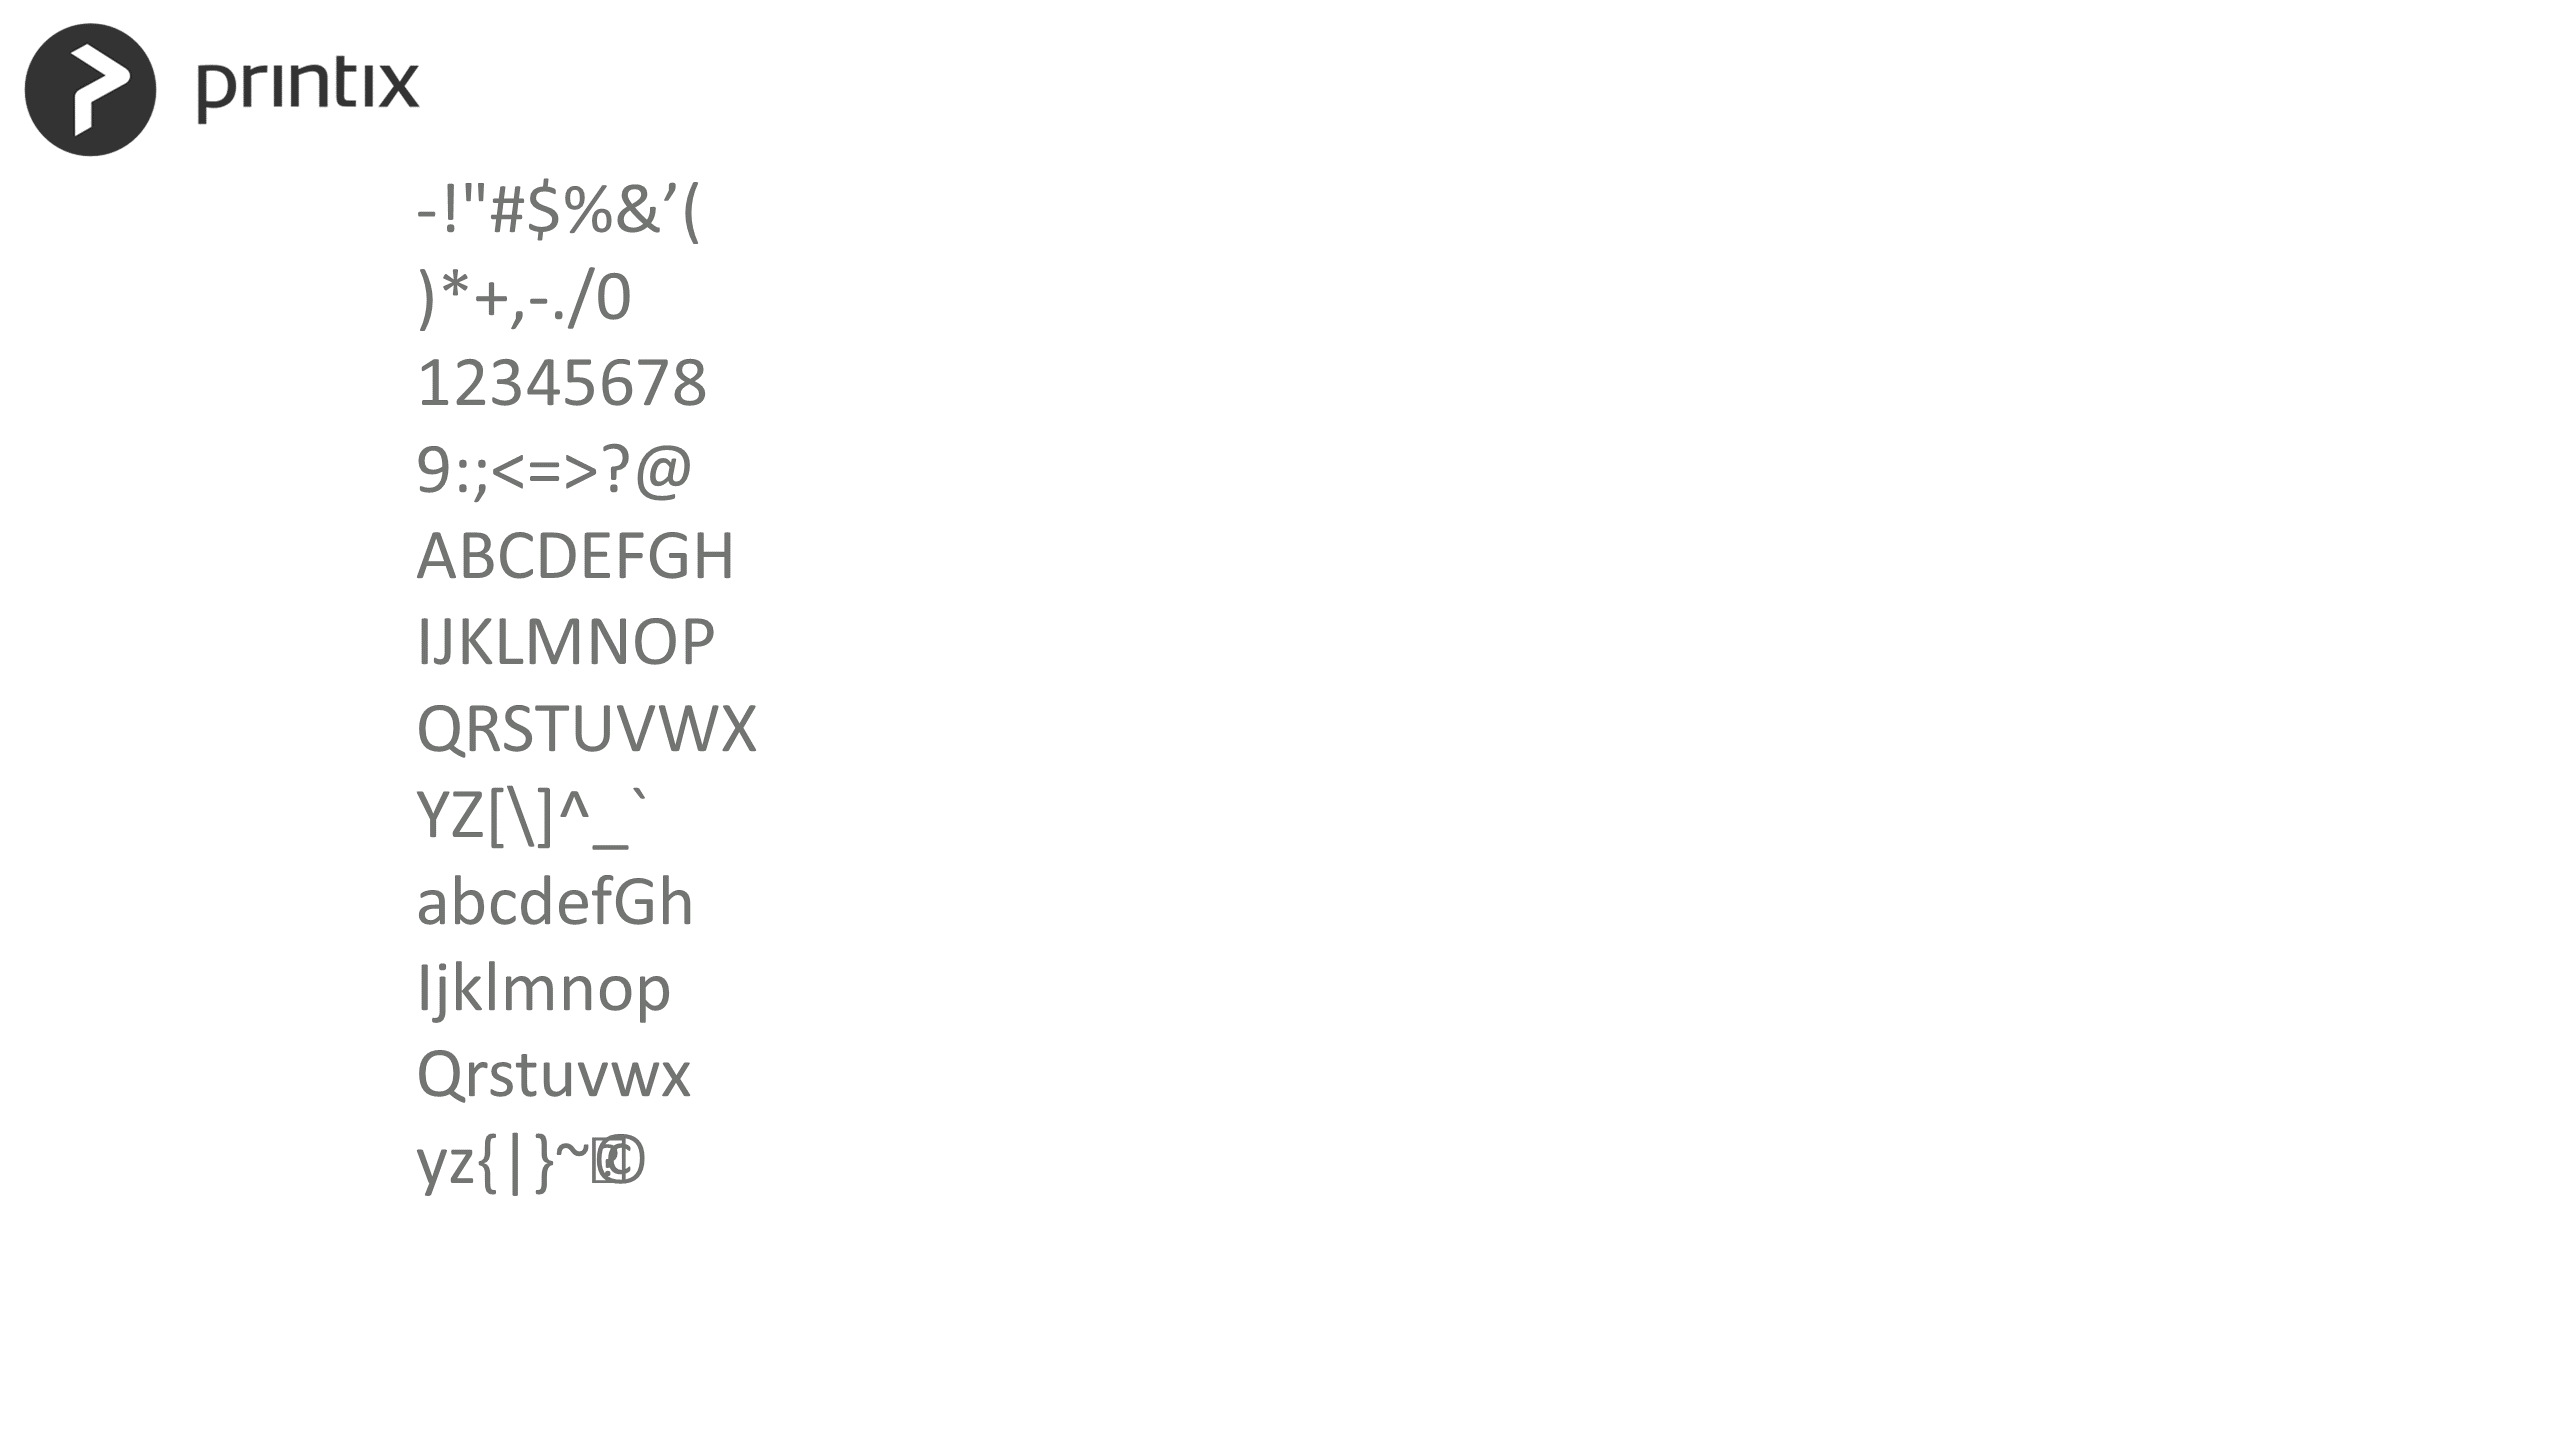 printix
-!"#$%&’(
)*+,-./0
12345678
9:;<=>?@
ABCDEFGH
IJKLMNOP
QRSTUVWX
YZ[\]^_`
abcdefGh
Ijklmnop
Qrstuvwx
yz{|}~©